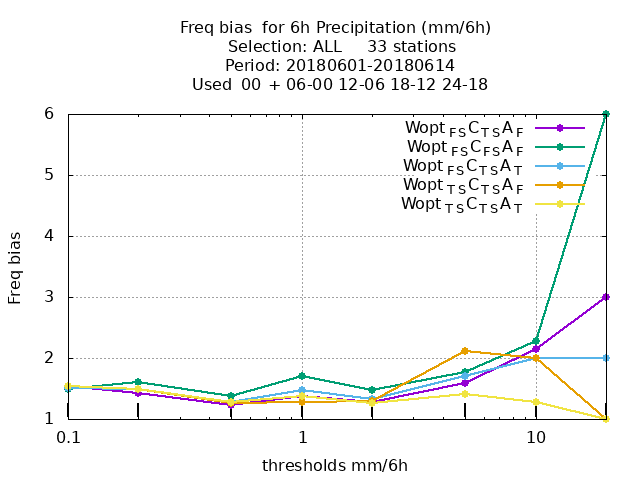 Freq bias for 6h Precipitation (mm/6h)
Selection: ALL 33 stations
Period: 20180601-20180614
Used 00 + 06-00 12-06 18-12 24-18
6
5
4
3
2
1
Freq bias
Wopt FS C TS A F
Wopt FS C FS A F
Wopt FS C TS A T
Wopt TS C TS A F
Wopt TS C TS A T
0.1 1 10
thresholds mm/6h